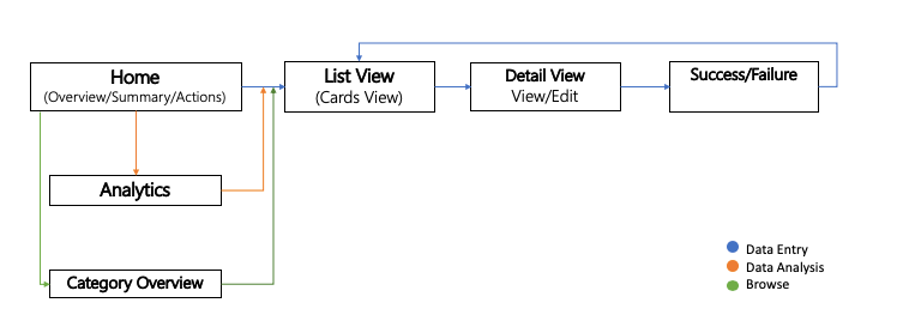 Home
(Overview/Summary/Actions)
List View
(Cards View)
Detail View
View/Edit
Success/Failure
Analytics
Category Overview
Data Entry
Data Analysis
Browse